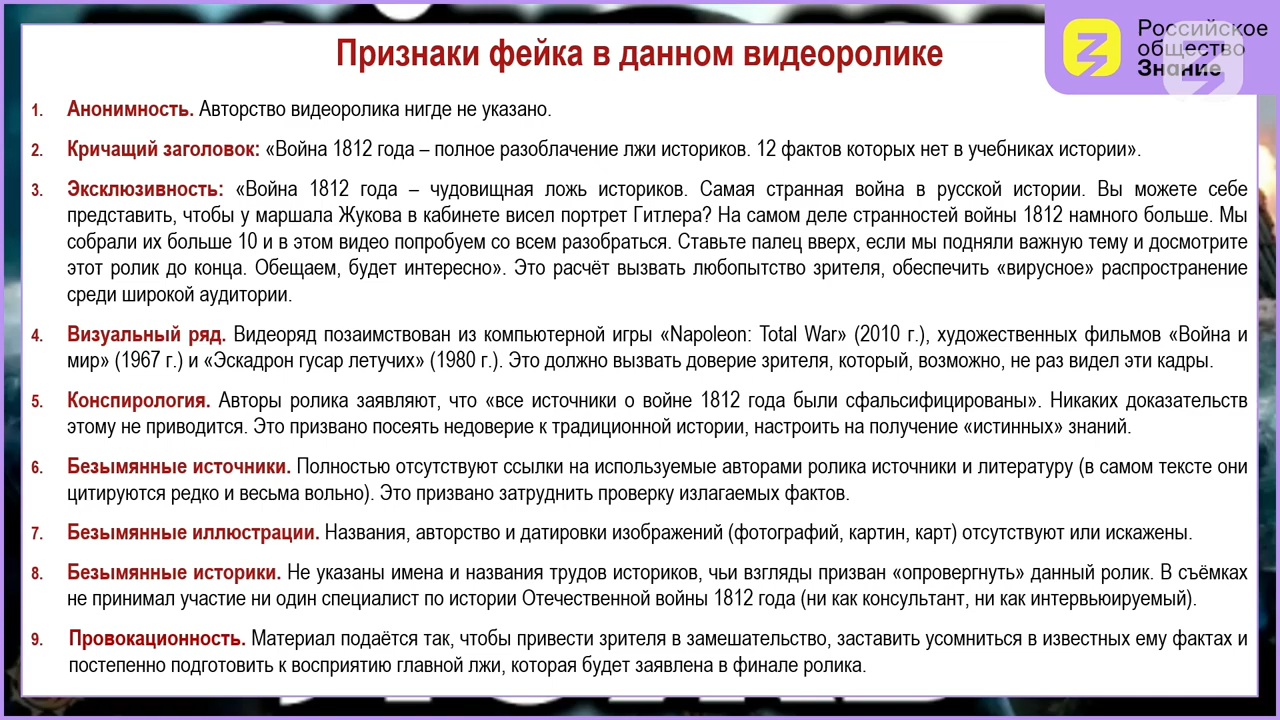 Признаки фейка в данном видеоролике
Российское
общество
Знание
1. Анонимность. Авторство видеоролика нигде не указано.
2. Кричащий заголовок: «Война 1812 года – полное разоблачение лжи историков. 12 фактов которых нет в учебниках истории».
3. Эксклюзивность: «Война 1812 года – чудовищная ложь историков. Самая странная война в русской истории. Вы можете себе
представить, чтобы у маршала Жукова в кабинете висел портрет Гитлера? На самом деле странностей войны 1812 намного больше. Мы
собрали их больше 10 и в этом видео попробуем со всем разобраться. Ставьте палец вверх, если мы подняли важную тему и досмотрите
этот ролик до конца. Обещаем, будет интересно». Это расчёт вызвать любопытство зрителя, обеспечить «вирусное» распространение
среди широкой аудитории.
4. Визуальный ряд. Видеоряд позаимствован из компьютерной игры «Napoleon: Total War» (2010 г.), художественных фильмов «Война и
мир» (1967 г.) и «Эскадрон гусар летучих» (1980 г.). Это должно вызвать доверие зрителя, который, возможно, не раз видел эти кадры.
5. Конспирология. Авторы ролика заявляют, что «все источники о войне 1812 года были сфальсифицированы». Никаких доказательств
этому не приводится. Это призвано посеять недоверие к традиционной истории, настроить на получение «истинных» знаний.
6. Безымянные источники. Полностью отсутствуют ссылки на используемые авторами ролика источники и литературу (в самом тексте они
цитируются редко и весьма вольно). Это призвано затруднить проверку излагаемых фактов.
7. Безымянные иллюстрации. Названия, авторство и датировки изображений (фотографий, картин, карт) отсутствуют или искажены.
8. Безымянные историки. Не указаны имена и названия трудов историков, чьи взгляды призван «опровергнуть» данный ролик. В съёмках
не принимал участие ни один специалист по истории Отечественной войны 1812 года (ни как консультант, ни как интервьюируемый).
9. Провокационность. Материал подаётся так, чтобы привести зрителя в замешательство, заставить усомниться в известных ему фактах и
постепенно подготовить к восприятию главной лжи, которая будет заявлена в финале ролика.